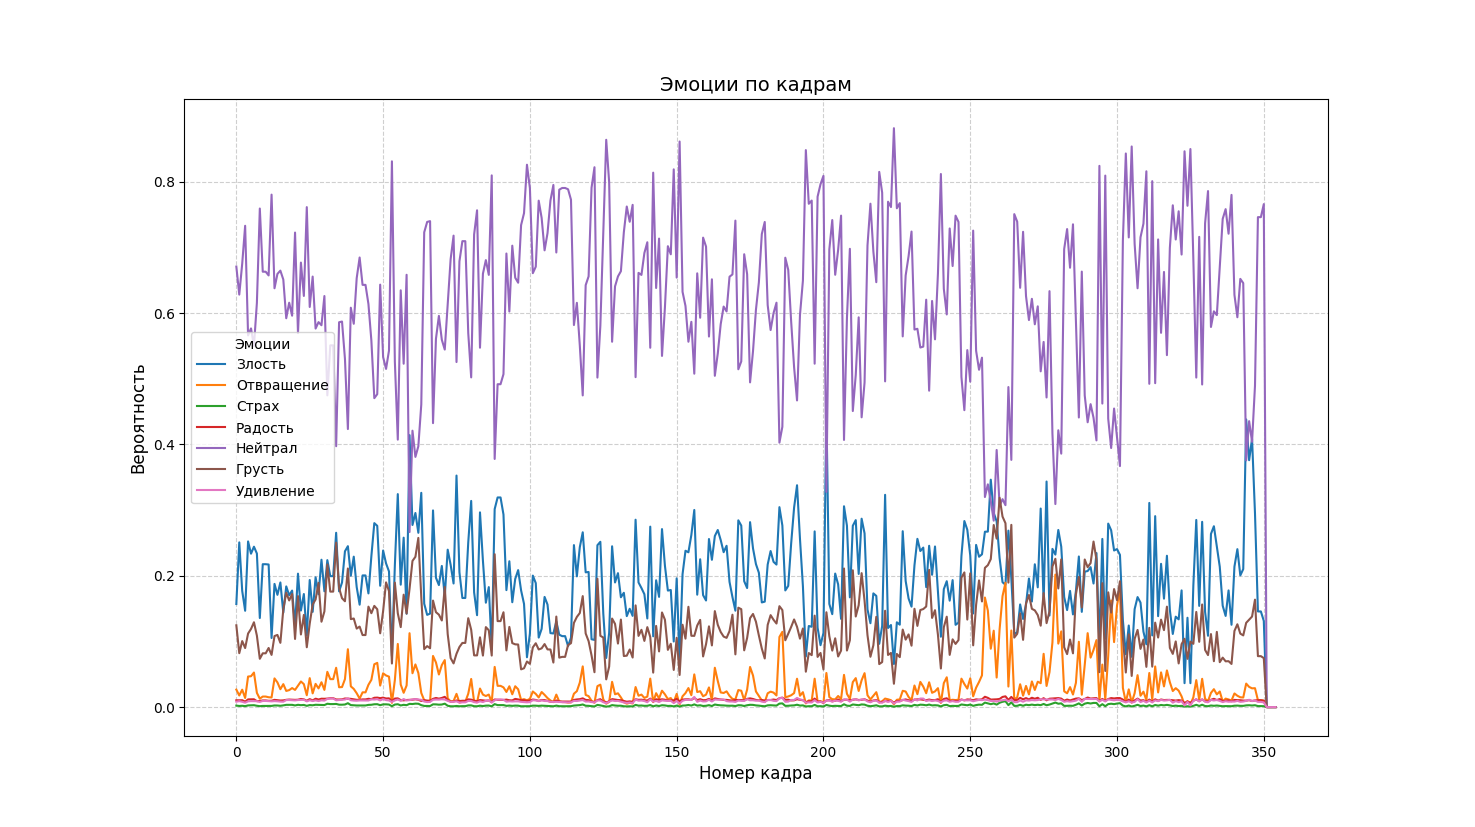 Эмоции по кадрам
Вероятность
0.8
0.6
0.4
0.2
0.0
Эмоции
Злость
Отвращение
Страх
Радость
Нейтрал
Грусть
Удивление
0 50 100 150 200 250 300 350
Номер кадра